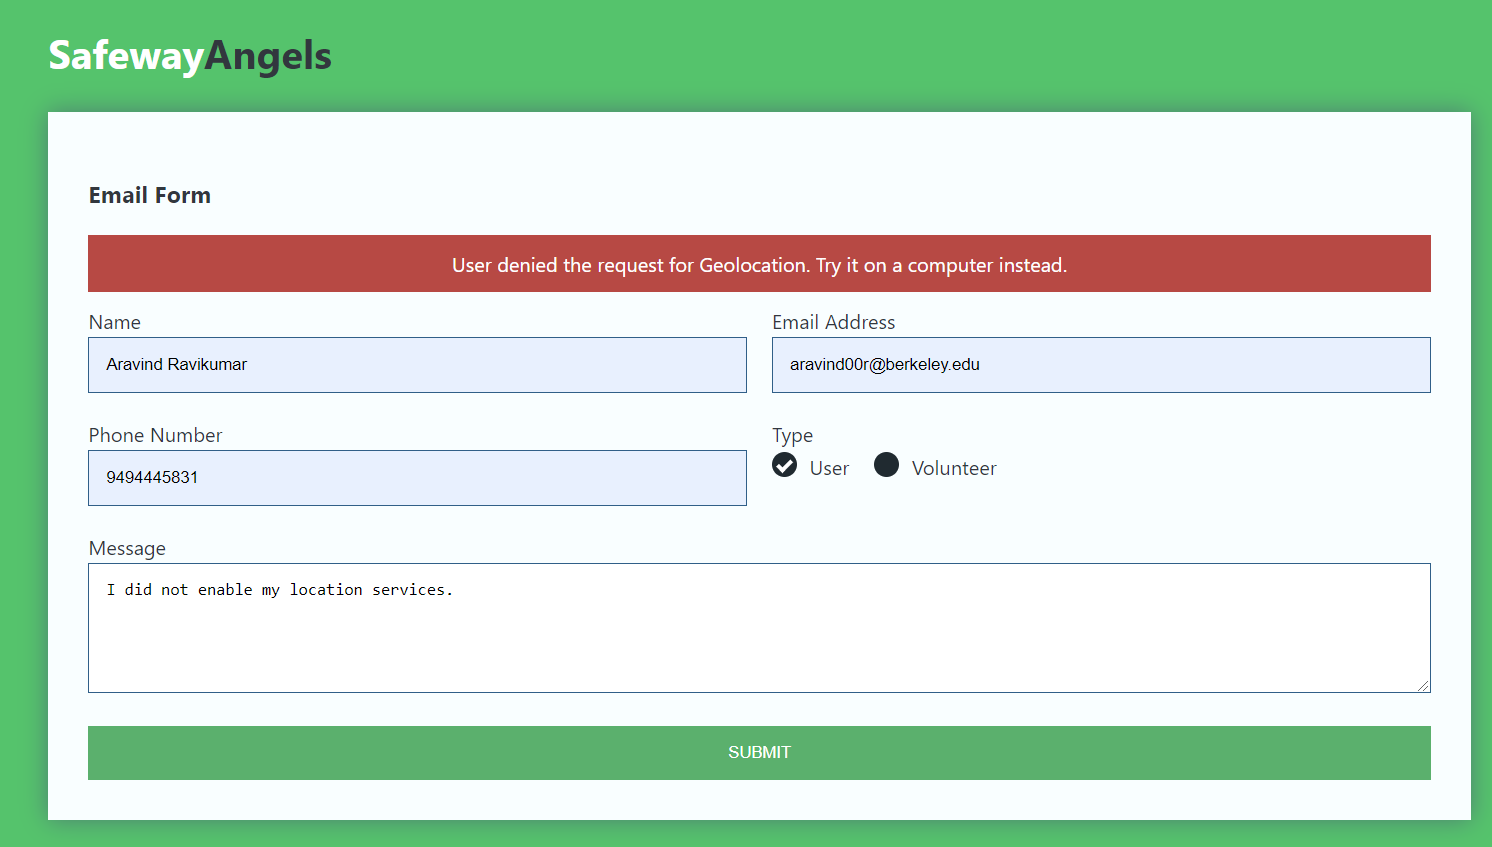 SafewayAngels
Email Form
User denied the request for Geolocation. Try it on a computer instead.
Name
Email Address
Aravind Ravikumar
aravind00r@berkeley.edu
Phone Number
Type
9494445831
User
Volunteer
Message
I did not enable my location services.
SUBMIT